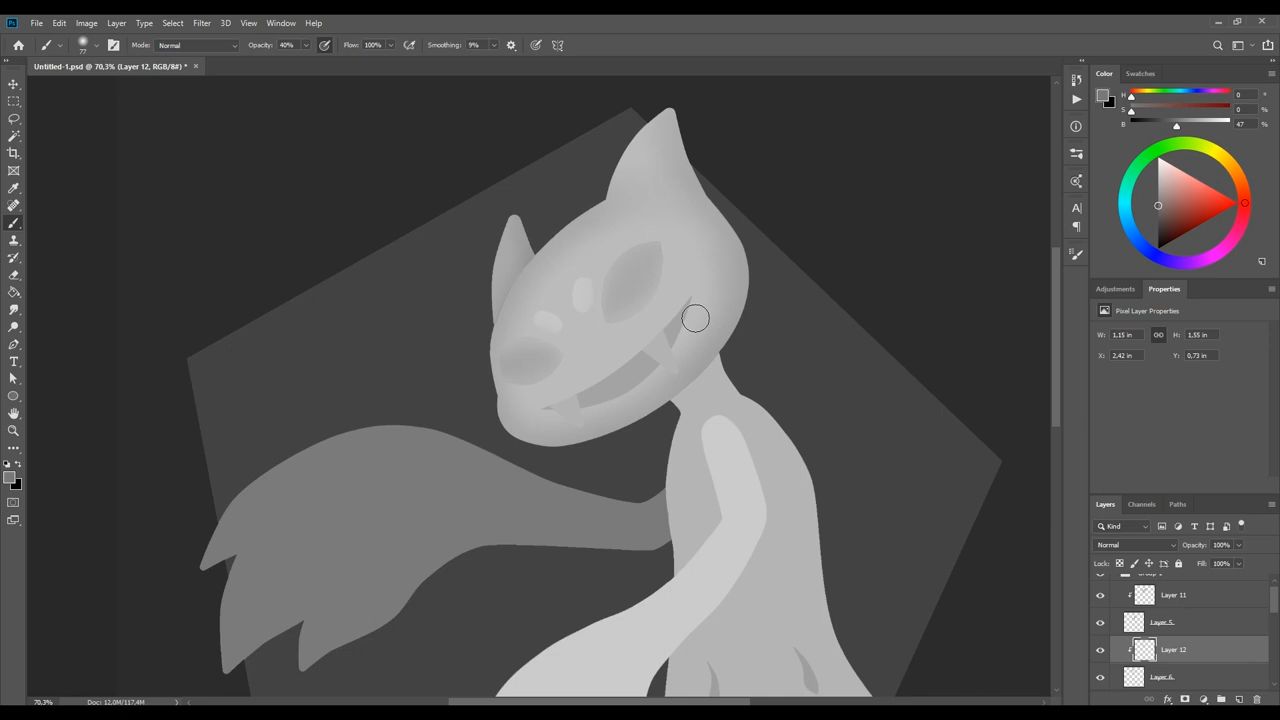 Ps File Edit Image Layer Type Select Filter 3D View Window Help
77 Mode: Normal Opacity: 40% Flow: 100% Smoothing: 9%
Untitled-1.psd @ 70,3% (Layer 12, RGB/8#) *
Color Swatches
H 0 °
S 0 %
B 47 %
Adjustments Properties
Pixel Layer Properties
W: 1,15 in H: 1,55 in
X: 2,42 in Y: 0,73 in
Layers Channels Paths
Kind
Normal Opacity: 100%
Lock: Fill: 100%
Layer 11
Layer 5
Layer 12
Layer 6
70,3% Doc: 12,0M/117,4M